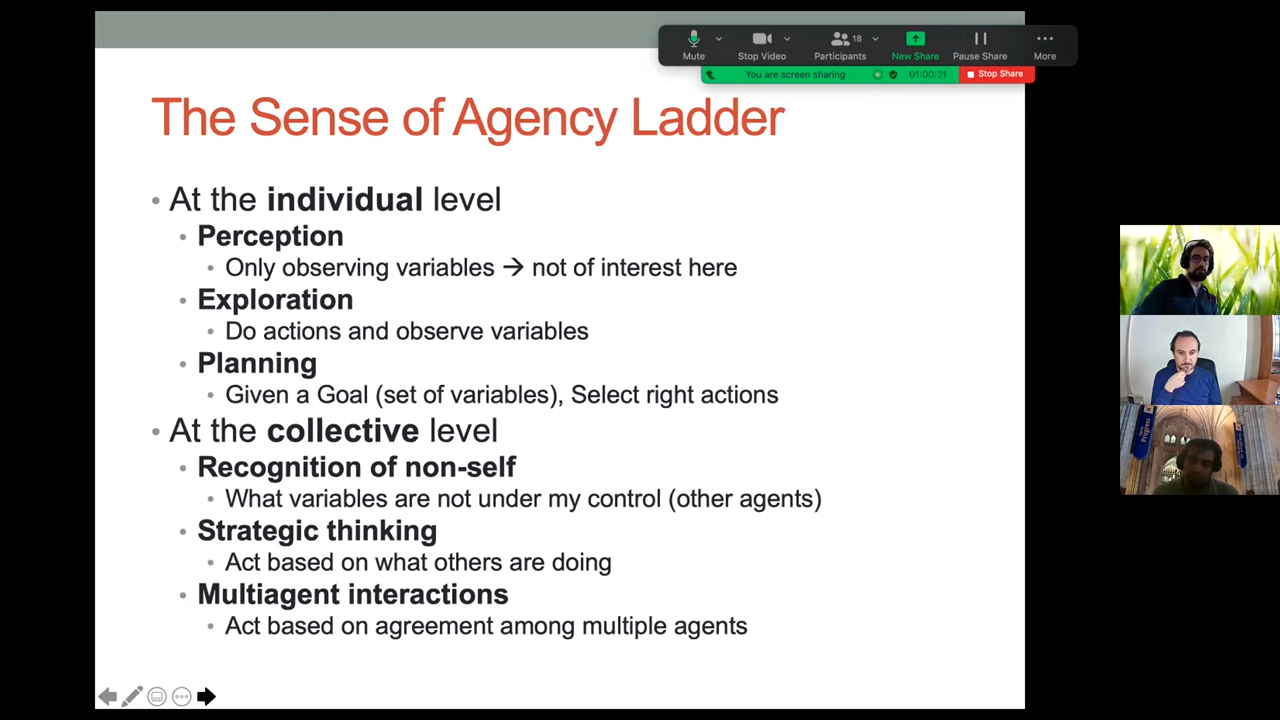 18
Mute
Stop Video
Participants
New Share
Pause Share
More
You are screen sharing
01:00:21
Stop Share
The Sense of Agency Ladder
• At the individual level
• Perception
• Only observing variables → not of interest here
• Exploration
• Do actions and observe variables
• Planning
• Given a Goal (set of variables), Select right actions
• At the collective level
• Recognition of non-self
• What variables are not under my control (other agents)
• Strategic thinking
• Act based on what others are doing
• Multiagent interactions
• Act based on agreement among multiple agents
Progress